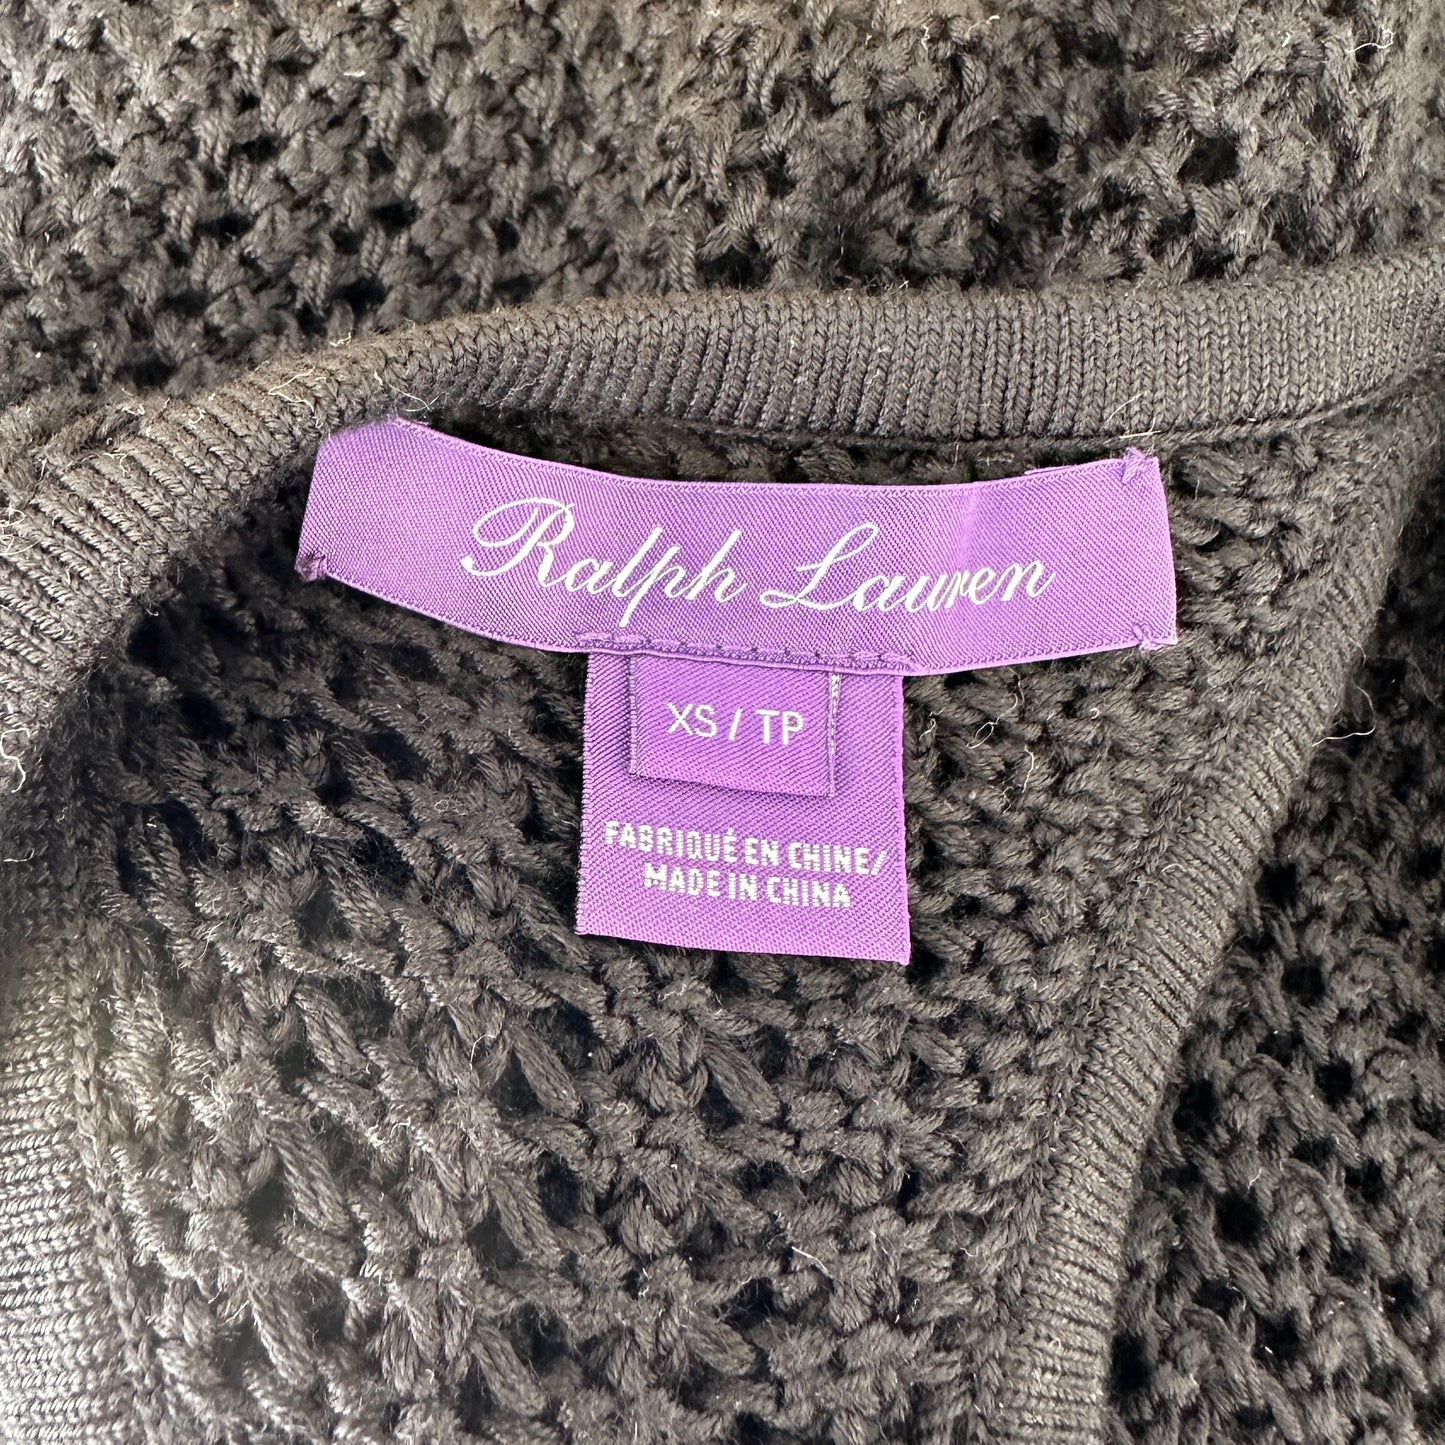 Ralph Lauren
XS / TP
FABRIQUÉ EN CHINE/
MADE IN CHINA